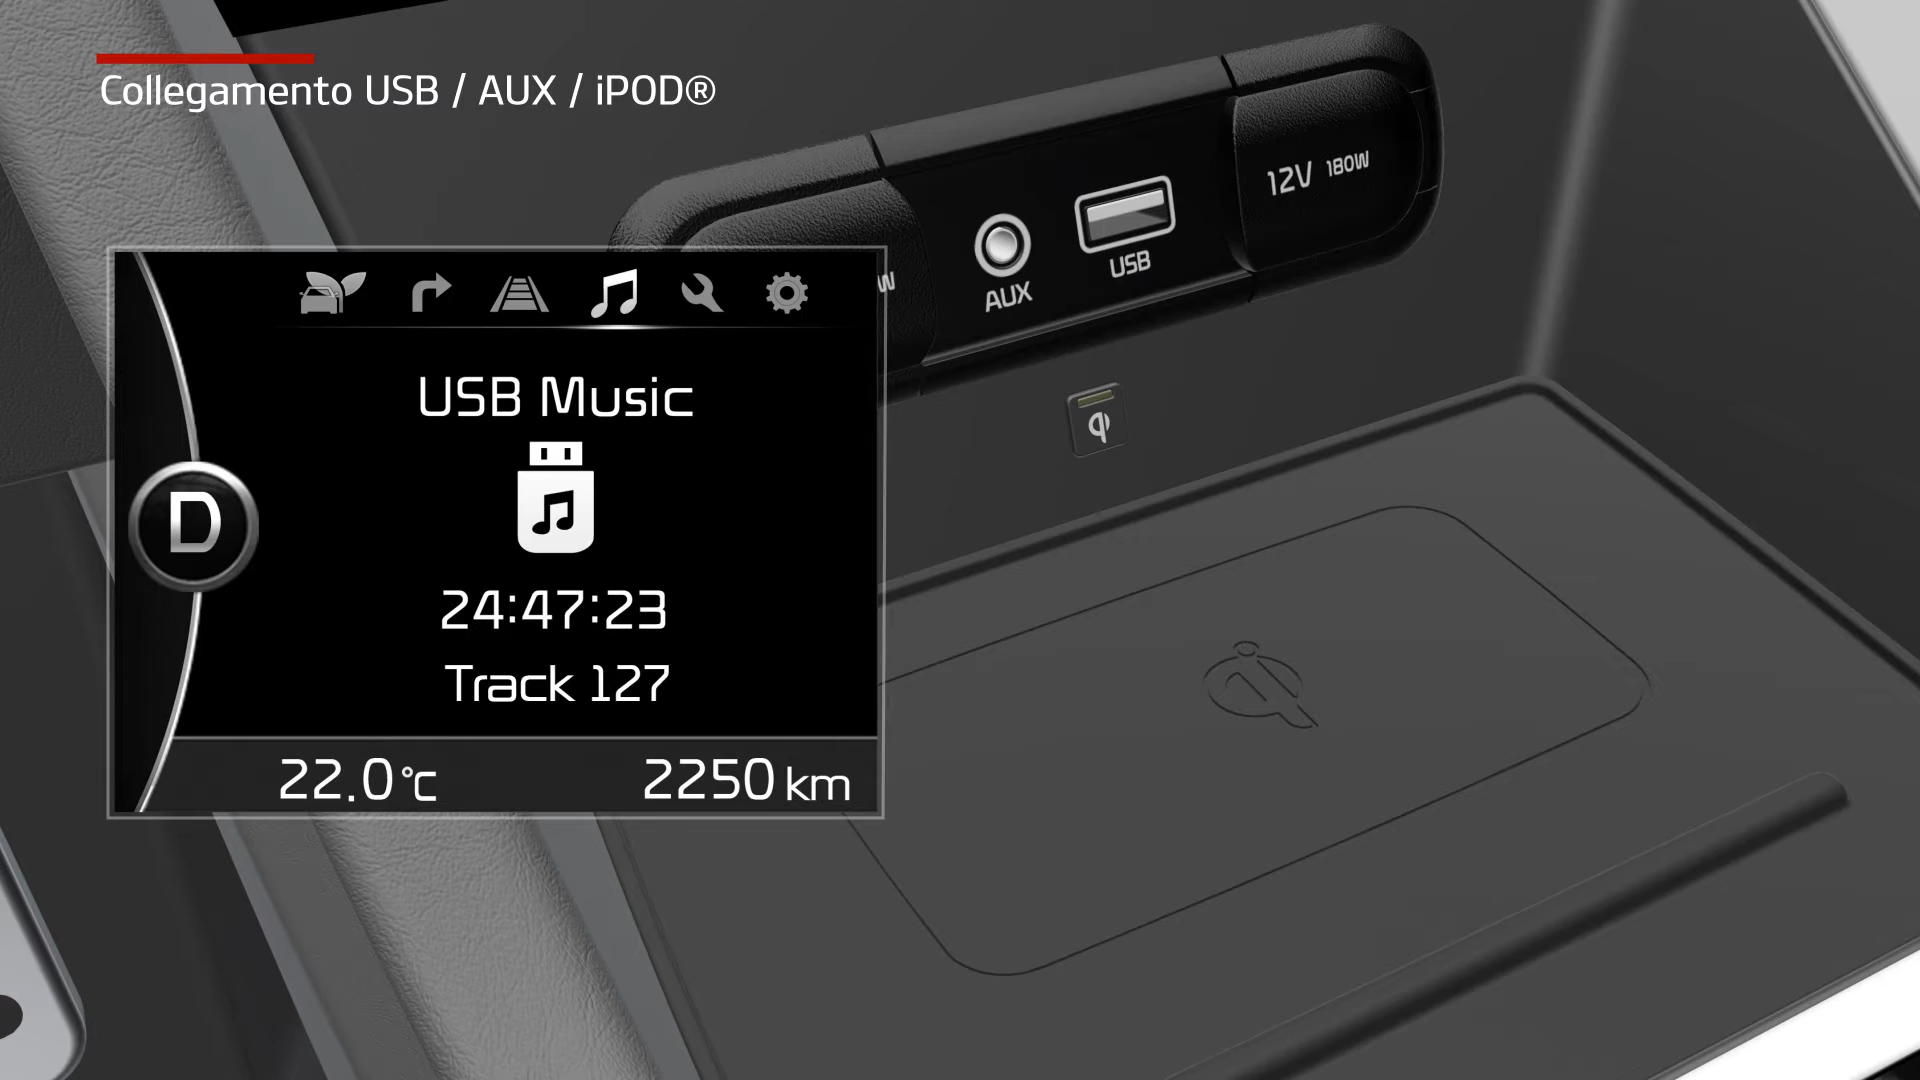 Collegamento USB / AUX / iPOD®
12V 180W
W
AUX
USB
USB Music
D
24:47:23
Track 127
22.0°C
2250 km